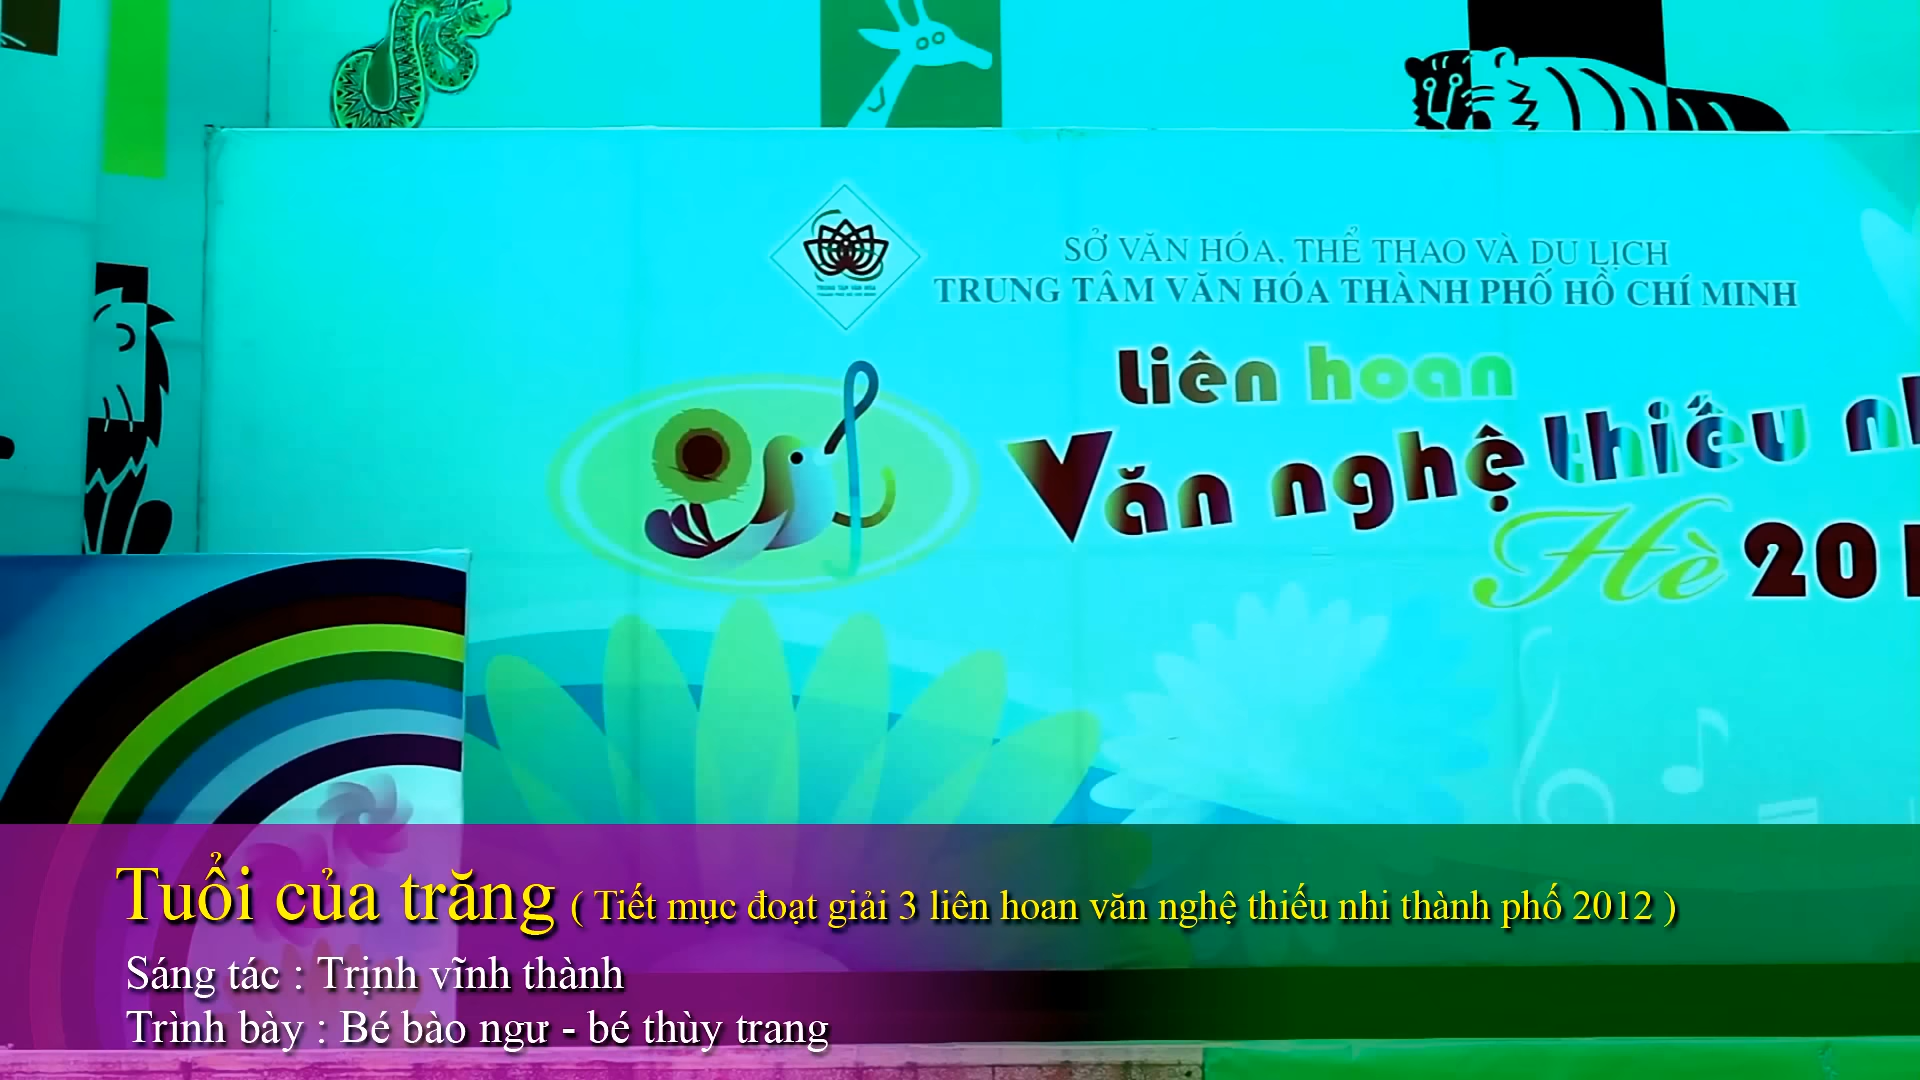 SỞ VĂN HÓA, THỂ THAO VÀ DU LỊCH
TRUNG TÂM VĂN HÓA THÀNH PHỐ HỒ CHÍ MINH
Liên hoan
Văn nghệ thiếu nh
Hè 201
Tuổi của trăng ( Tiết mục đoạt giải 3 liên hoan văn nghệ thiếu nhi thành phố 2012 )
Sáng tác : Trịnh vĩnh thành
Trình bày : Bé bào ngư - bé thùy trang